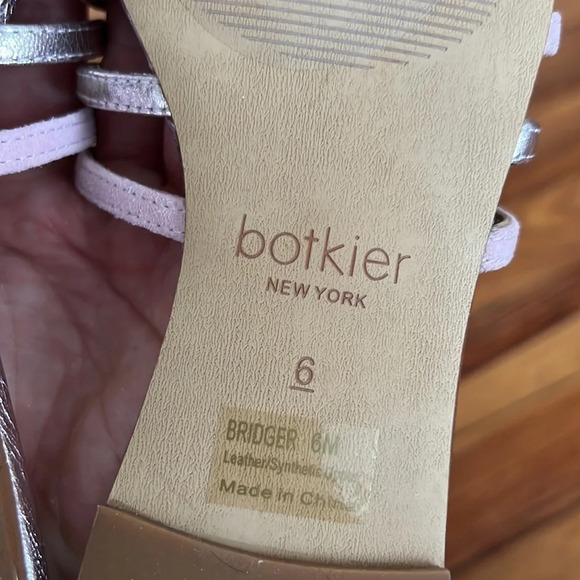 botkier
NEW YORK
6
BRIDGER 6M
Leather/Synthetic
Made in China